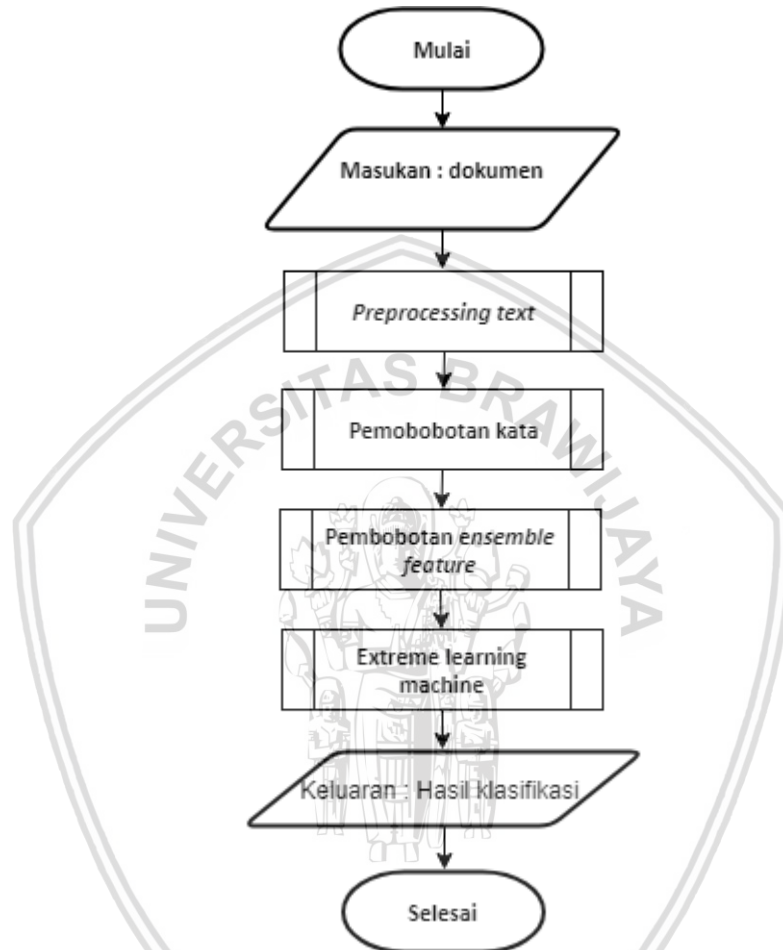 Mulai
Masukan : dokumen
Preprocessing text
UNIVERSITAS BRAWIJAYA
Pemobobotan kata
Pembobotan ensemble
feature
Extreme learning
machine
Keluaran : Hasil klasifikasi
Selesai